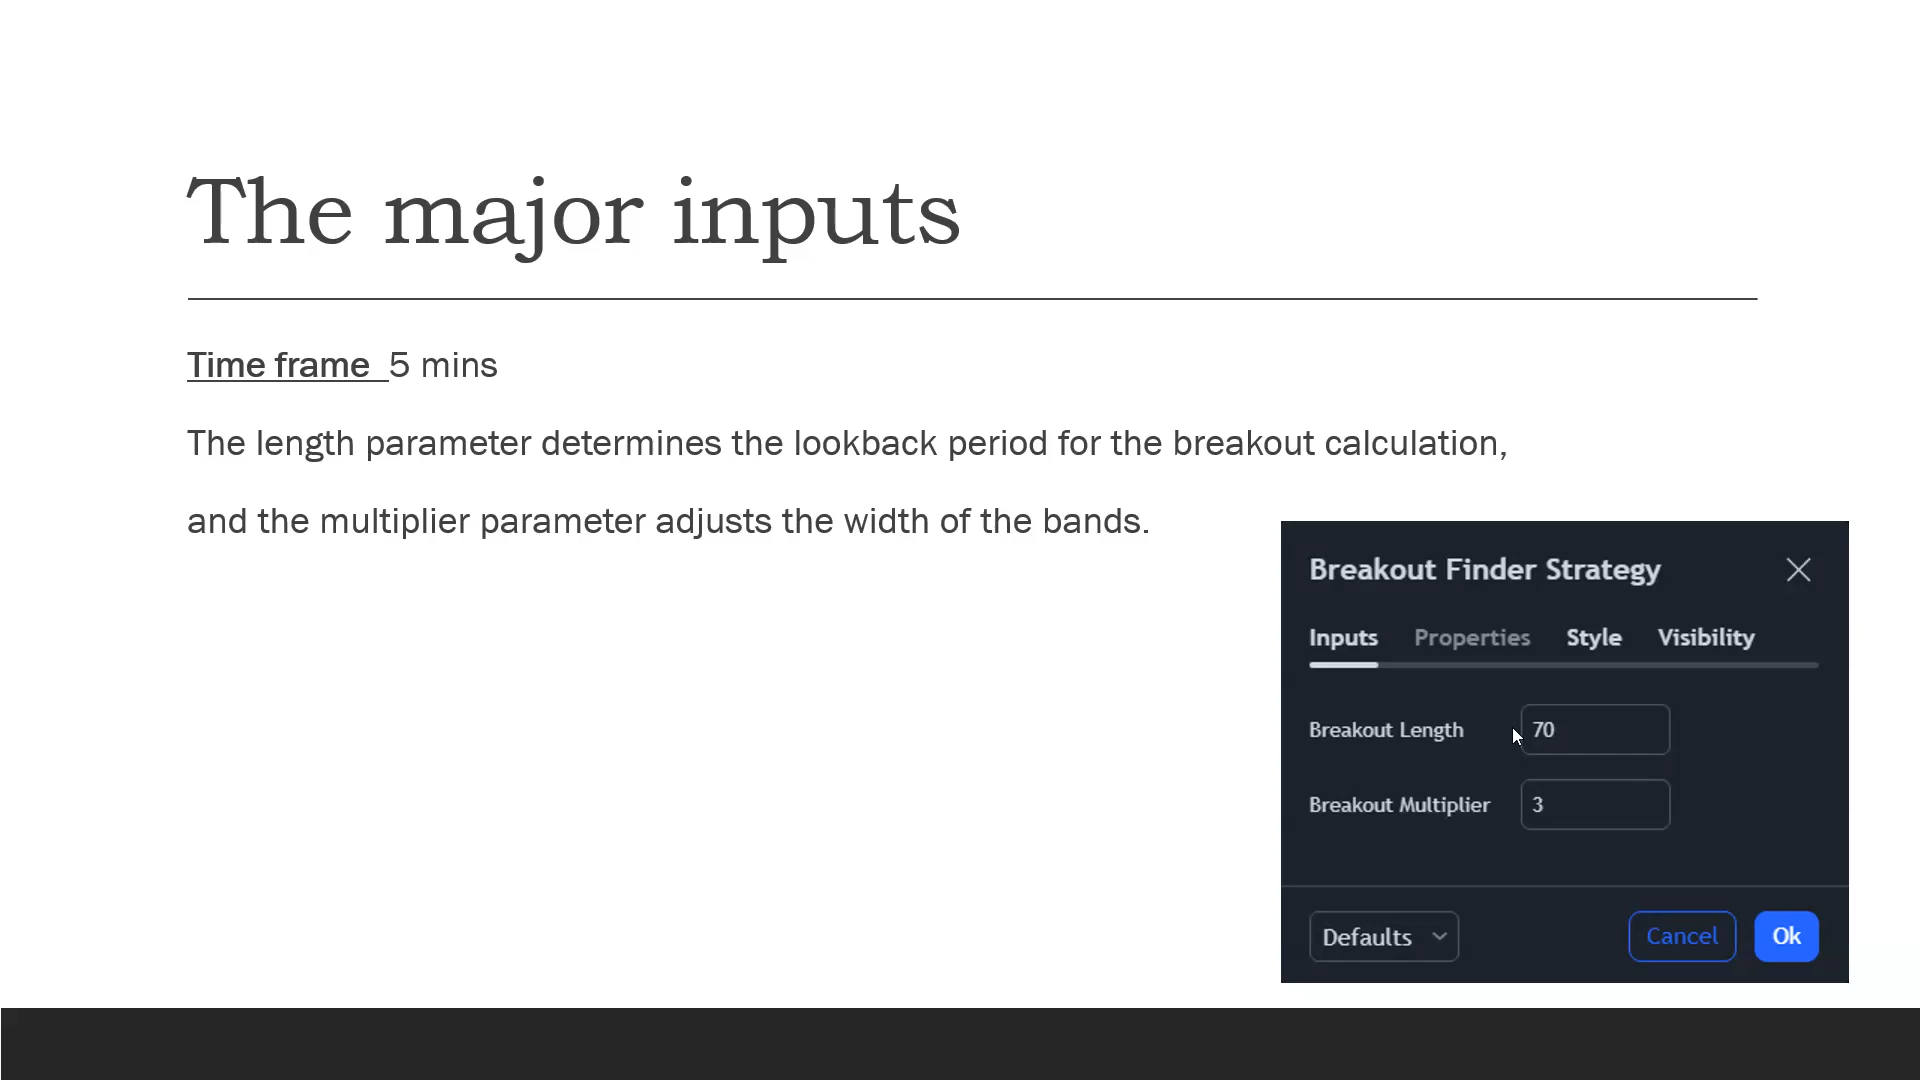 The major inputs
Time frame 5 mins
The length parameter determines the lookback period for the breakout calculation,
and the multiplier parameter adjusts the width of the bands.
Breakout Finder Strategy
Inputs Properties Style Visibility
Breakout Length 70
Breakout Multiplier 3
Defaults Cancel Ok